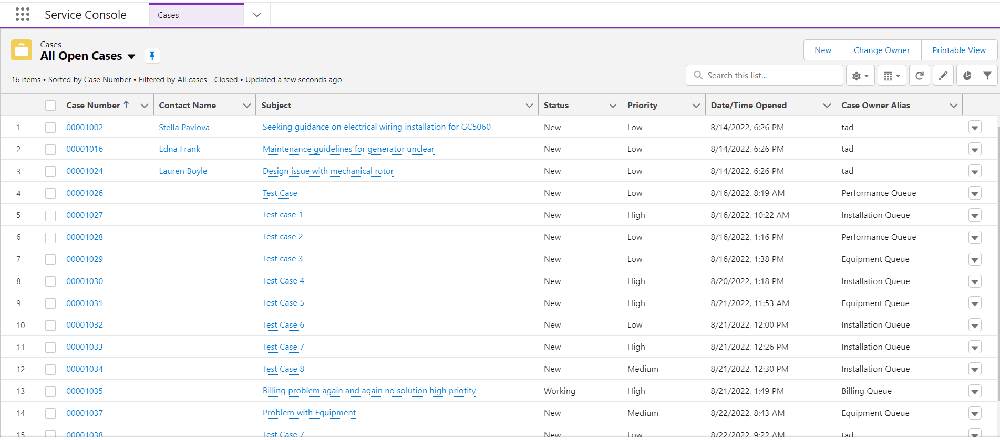 Service Console Cases
Cases
All Open Cases
New Change Owner Printable View
16 items • Sorted by Case Number • Filtered by All cases - Closed • Updated a few seconds ago
Search this list...
Case Number Contact Name Subject Status Priority Date/Time Opened Case Owner Alias
1 00001002 Stella Pavlova Seeking guidance on electrical wiring installation for GC5060 New Low 8/14/2022, 6:26 PM tad
2 00001016 Edna Frank Maintenance guidelines for generator unclear New Low 8/14/2022, 6:26 PM tad
3 00001024 Lauren Boyle Design issue with mechanical rotor New Low 8/14/2022, 6:26 PM tad
4 00001026 Test Case New Low 8/16/2022, 8:19 AM Performance Queue
5 00001027 Test case 1 New High 8/16/2022, 10:22 AM Installation Queue
6 00001028 Test case 2 New Low 8/16/2022, 1:16 PM Performance Queue
7 00001029 Test case 3 New Low 8/16/2022, 1:38 PM Equipment Queue
8 00001030 Test Case 4 New High 8/20/2022, 1:18 PM Installation Queue
9 00001031 Test Case 5 New High 8/21/2022, 11:53 AM Equipment Queue
10 00001032 Test Case 6 New Low 8/21/2022, 12:00 PM Installation Queue
11 00001033 Test Case 7 New High 8/21/2022, 12:26 PM Installation Queue
12 00001034 Test Case 8 New Medium 8/21/2022, 12:30 PM Installation Queue
13 00001035 Billing problem again and again no solution high priotity Working High 8/21/2022, 1:49 PM Billing Queue
14 00001037 Problem with Equipment New Medium 8/22/2022, 8:43 AM Equipment Queue
15 00001038 Test Case 7 New Low 8/22/2022, 9:22 AM tad